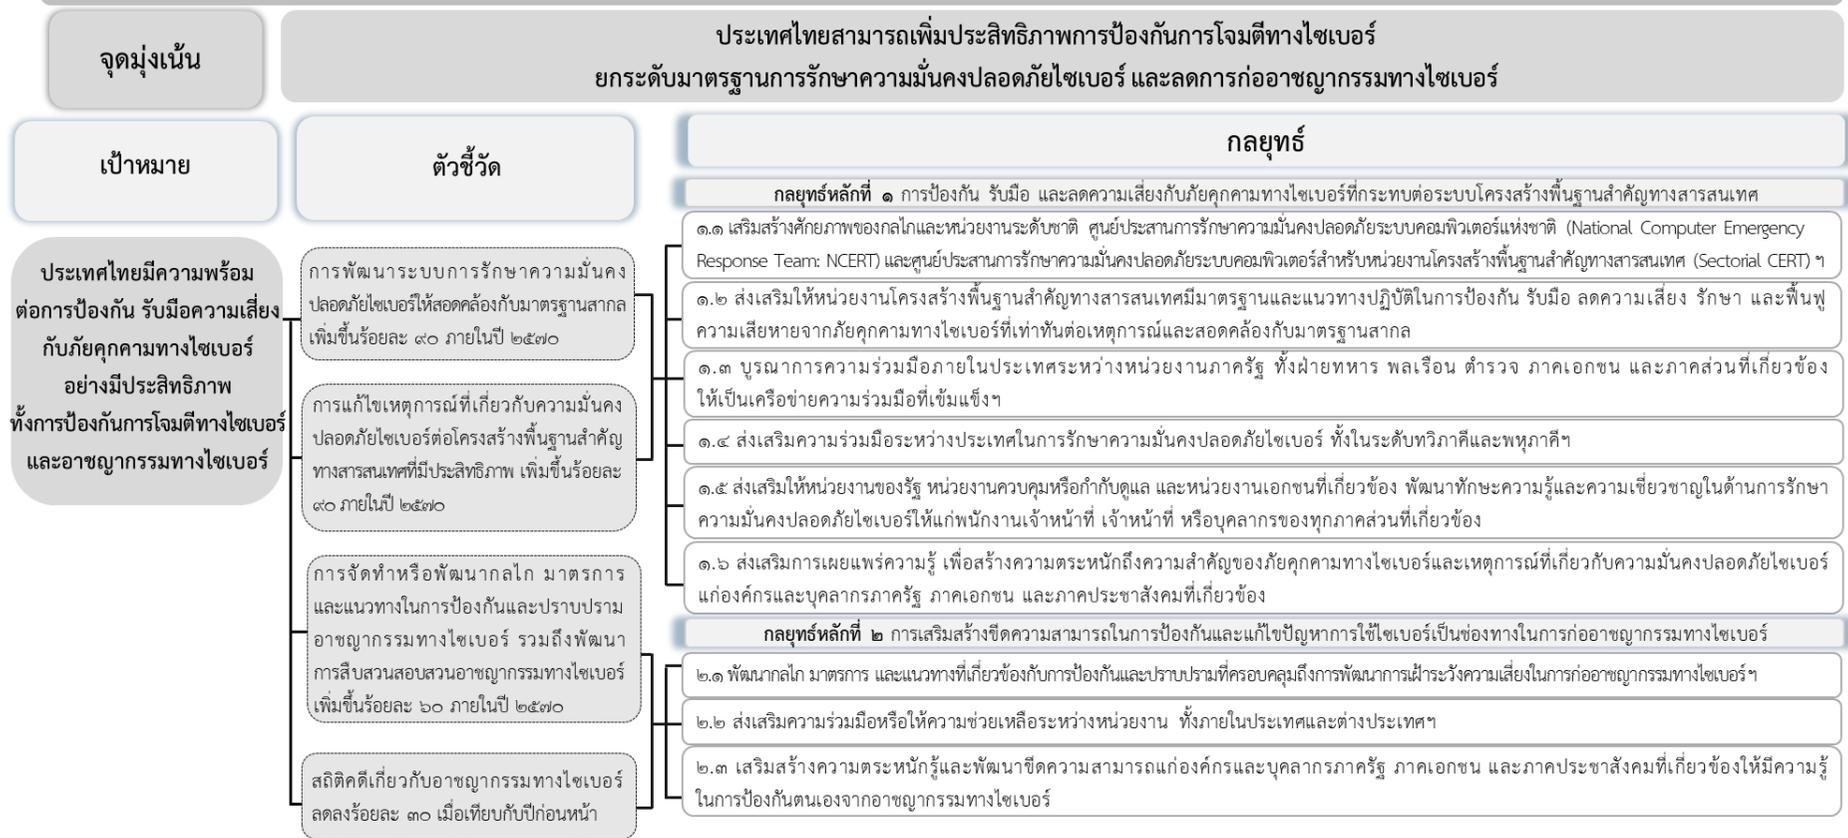 จุดมุ่งเน้น
ประเทศไทยสามารถเพิ่มประสิทธิภาพการป้องกันการโจมตีทางไซเบอร์
ยกระดับมาตรฐานการรักษาความมั่นคงปลอดภัยไซเบอร์ และลดการก่ออาชญากรรมทางไซเบอร์
เป้าหมาย
ตัวชี้วัด
กลยุทธ์
ประเทศไทยมีความพร้อม
ต่อการป้องกัน รับมือความเสี่ยง
กับภัยคุกคามทางไซเบอร์
อย่างมีประสิทธิภาพ
ทั้งการป้องกันการโจมตีทางไซเบอร์
และอาชญากรรมทางไซเบอร์
การพัฒนาระบบการรักษาความมั่นคง
ปลอดภัยไซเบอร์ให้สอดคล้องกับมาตรฐานสากล
เพิ่มขึ้นร้อยละ ๙๐ ภายในปี ๒๕๗๐
การแก้ไขเหตุการณ์ที่เกี่ยวกับความมั่นคง
ปลอดภัยไซเบอร์ต่อโครงสร้างพื้นฐานสำคัญ
ทางสารสนเทศที่มีประสิทธิภาพ เพิ่มขึ้นร้อยละ
๙๐ ภายในปี ๒๕๗๐
การจัดทำหรือพัฒนากลไก มาตรการ
และแนวทางในการป้องกันและปราบปราม
อาชญากรรมทางไซเบอร์ รวมถึงพัฒนา
การสืบสวนสอบสวนอาชญากรรมทางไซเบอร์
เพิ่มขึ้นร้อยละ ๖๐ ภายในปี ๒๕๗๐
สถิติคดีเกี่ยวกับอาชญากรรมทางไซเบอร์
ลดลงร้อยละ ๓๐ เมื่อเทียบกับปีก่อนหน้า
กลยุทธ์หลักที่ ๑ การป้องกัน รับมือ และลดความเสี่ยงกับภัยคุกคามทางไซเบอร์ที่กระทบต่อระบบโครงสร้างพื้นฐานสำคัญทางสารสนเทศ
๑.๑ เสริมสร้างศักยภาพของกลไกและหน่วยงานระดับชาติ ศูนย์ประสานการรักษาความมั่นคงปลอดภัยระบบคอมพิวเตอร์แห่งชาติ (National Computer Emergency
Response Team: NCERT) และศูนย์ประสานการรักษาความมั่นคงปลอดภัยระบบคอมพิวเตอร์สำหรับหน่วยงานโครงสร้างพื้นฐานสำคัญทางสารสนเทศ (Sectorial CERT) ฯ
๑.๒ ส่งเสริมให้หน่วยงานโครงสร้างพื้นฐานสำคัญทางสารสนเทศมีมาตรฐานและแนวทางปฏิบัติในการป้องกัน รับมือ ลดความเสี่ยง รักษา และฟื้นฟู
ความเสียหายจากภัยคุกคามทางไซเบอร์ที่เท่าทันต่อเหตุการณ์และสอดคล้องกับมาตรฐานสากล
๑.๓ บูรณาการความร่วมมือภายในประเทศระหว่างหน่วยงานภาครัฐ ทั้งฝ่ายทหาร พลเรือน ตำรวจ ภาคเอกชน และภาคส่วนที่เกี่ยวข้อง
ให้เป็นเครือข่ายความร่วมมือที่เข้มแข็งฯ
๑.๔ ส่งเสริมความร่วมมือระหว่างประเทศในการรักษาความมั่นคงปลอดภัยไซเบอร์ ทั้งในระดับทวิภาคีและพหุภาคีฯ
๑.๕ ส่งเสริมให้หน่วยงานของรัฐ หน่วยงานควบคุมหรือกำกับดูแล และหน่วยงานเอกชนที่เกี่ยวข้อง พัฒนาทักษะความรู้และความเชี่ยวชาญในด้านการรักษา
ความมั่นคงปลอดภัยไซเบอร์ให้แก่พนักงานเจ้าหน้าที่ เจ้าหน้าที่ หรือบุคลากรของทุกภาคส่วนที่เกี่ยวข้อง
๑.๖ ส่งเสริมการเผยแพร่ความรู้ เพื่อสร้างความตระหนักถึงความสำคัญของภัยคุกคามทางไซเบอร์และเหตุการณ์ที่เกี่ยวกับความมั่นคงปลอดภัยไซเบอร์
แก่องค์กรและบุคลากรภาครัฐ ภาคเอกชน และภาคประชาสังคมที่เกี่ยวข้อง
กลยุทธ์หลักที่ ๒ การเสริมสร้างขีดความสามารถในการป้องกันและแก้ไขปัญหาการใช้ไซเบอร์เป็นช่องทางในการก่ออาชญากรรมทางไซเบอร์
๒.๑ พัฒนากลไก มาตรการ และแนวทางที่เกี่ยวข้องกับการป้องกันและปราบปรามที่ครอบคลุมถึงการพัฒนาการเฝ้าระวังความเสี่ยงในการก่ออาชญากรรมทางไซเบอร์ฯ
๒.๒ ส่งเสริมความร่วมมือหรือให้ความช่วยเหลือระหว่างหน่วยงาน ทั้งภายในประเทศและต่างประเทศฯ
๒.๓ เสริมสร้างความตระหนักรู้และพัฒนาขีดความสามารถแก่องค์กรและบุคลากรภาครัฐ ภาคเอกชน และภาคประชาสังคมที่เกี่ยวข้องให้มีความรู้
ในการป้องกันตนเองจากอาชญากรรมทางไซเบอร์